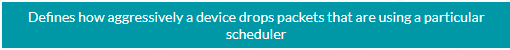 Defines how aggressively a device drops packets that are using a particular
scheduler